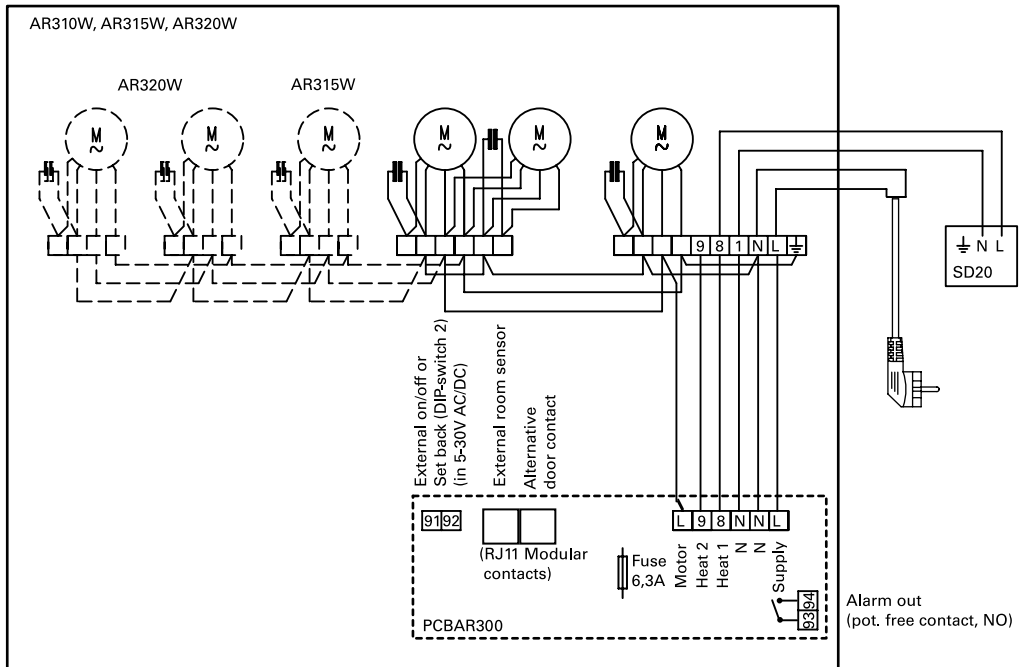 AR310W, AR315W, AR320W
AR320W
AR315W
M
~
M
~
M
~
M
~
M
~
M
~
9 8 1 N L
N L
SD20
External on/off or
Set back (DIP-switch 2)
(in 5-30V AC/DC)
External room sensor
Alternative
door contact
91 92
(RJ11 Modular
contacts)
Fuse
6,3A
L 9 8 N N L
Motor
Heat 2
Heat 1
N
N
Supply
93 94
PCBAR300
Alarm out
(pot. free contact, NO)